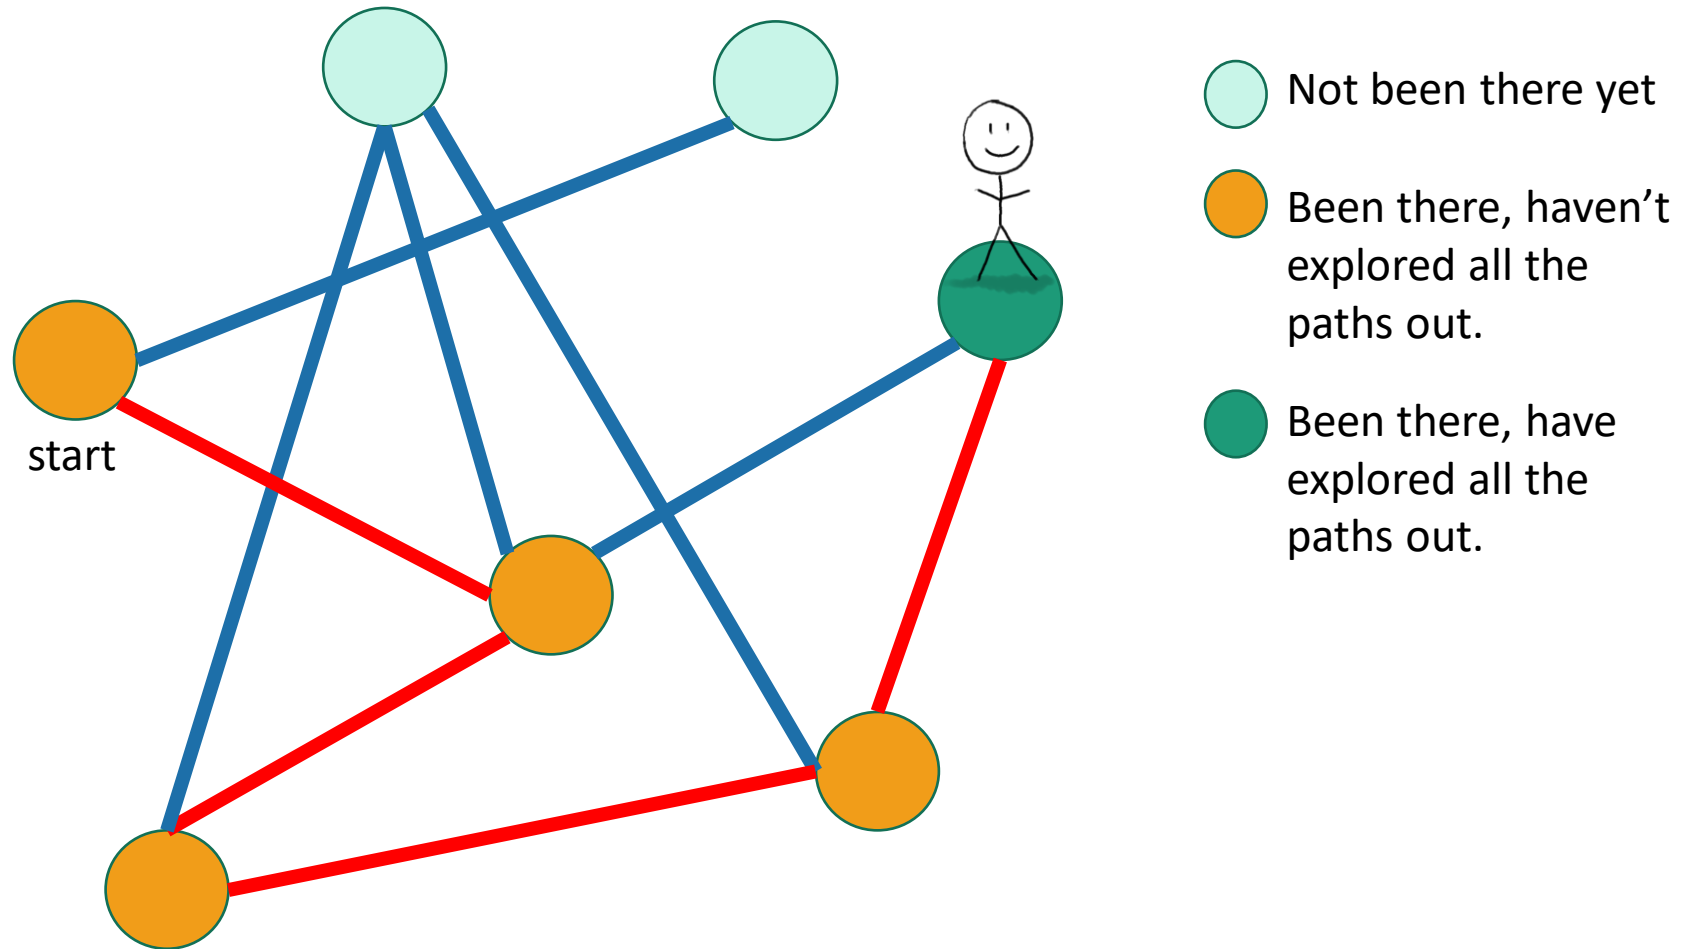 start
Not been there yet
Been there, haven’t
explored all the
paths out.
Been there, have
explored all the
paths out.